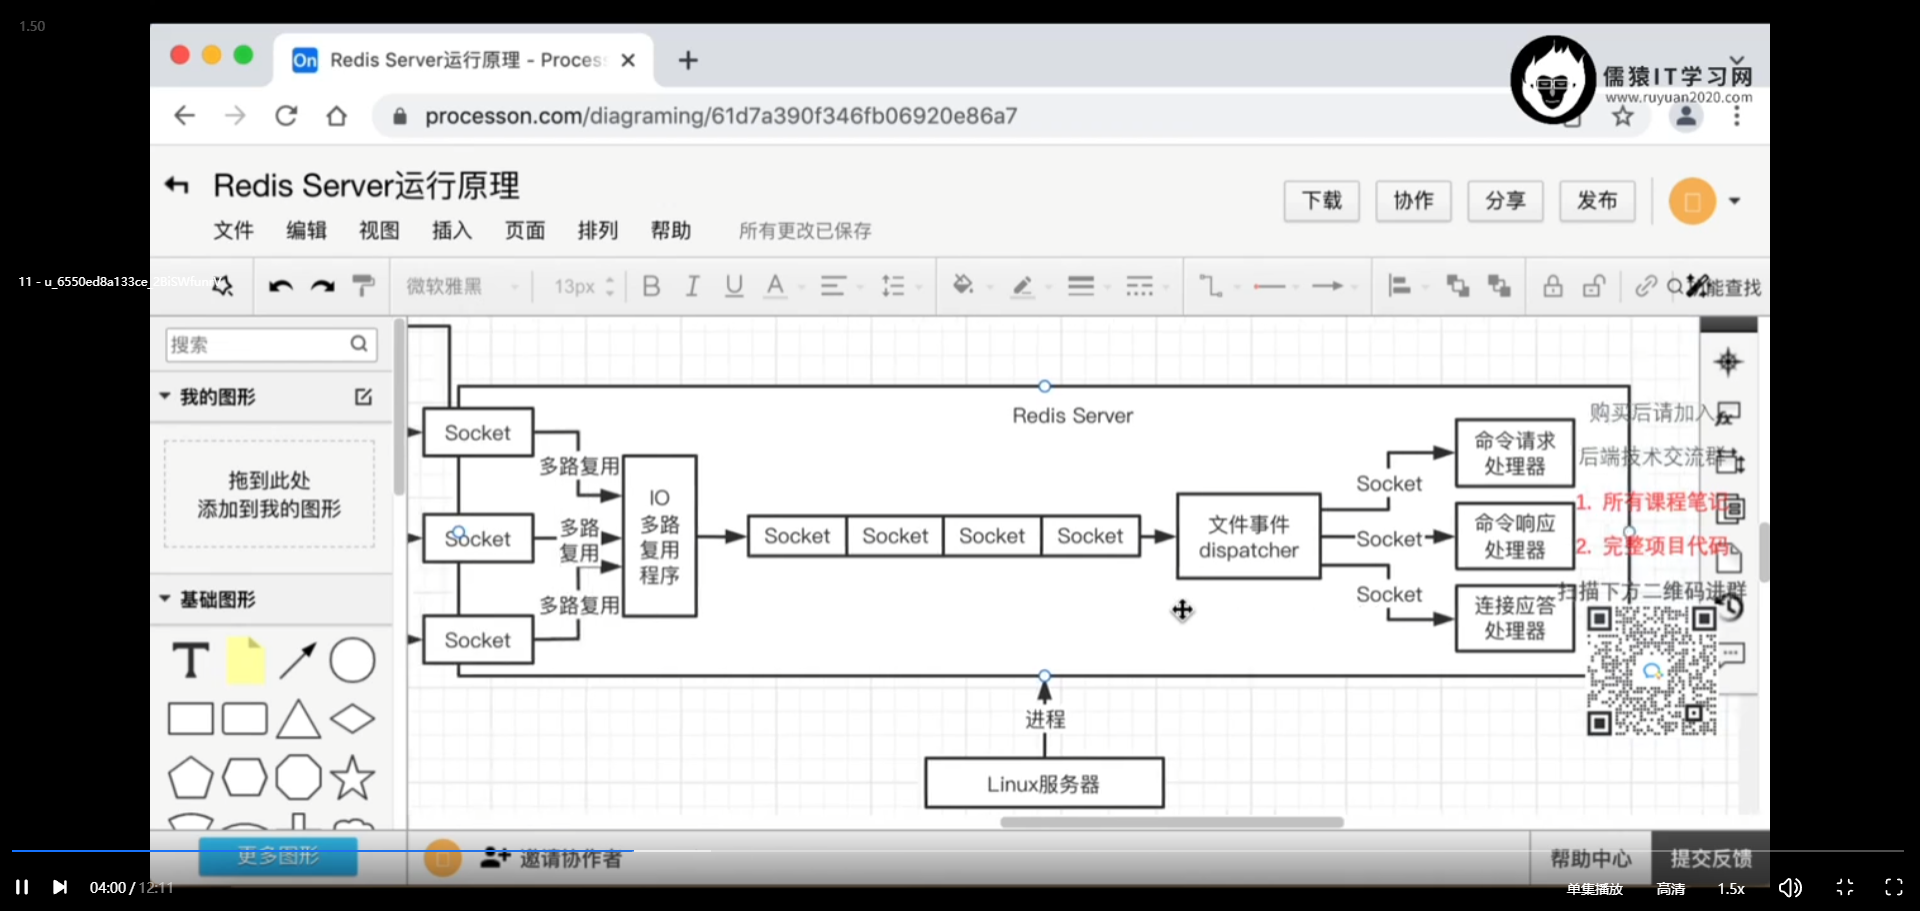 1.50
Redis Server运行原理 - Proces
儒猿IT学习网
www.ruyuan2020.com
processon.com/diagraming/61d7a390f346fb06920e86a7
Redis Server运行原理
下载 协作 分享 发布
文件 编辑 视图 插入 页面 排列 帮助 所有更改已保存
11 - u_6550ed8a133ce
微软雅黑 13px B I U A 能查找
搜索
我的图形
拖到此处
添加到我的图形
基础图形
更多图形
Redis Server
Socket
Socket
Socket
多路复用
多路
复用
多路复用
IO
多路
复用
程序
Socket Socket Socket Socket
文件事件
dispatcher
Socket
Socket
Socket
命令请求
处理器
命令响应
处理器
连接应答
处理器
进程
Linux服务器
购买后请加入
后端技术交流群
1. 所有课程笔记
2. 完整项目代码
扫描下方二维码进群
邀请协作者
帮助中心 提交反馈
04:00 / 12:11
单集播放 高清 1.5x